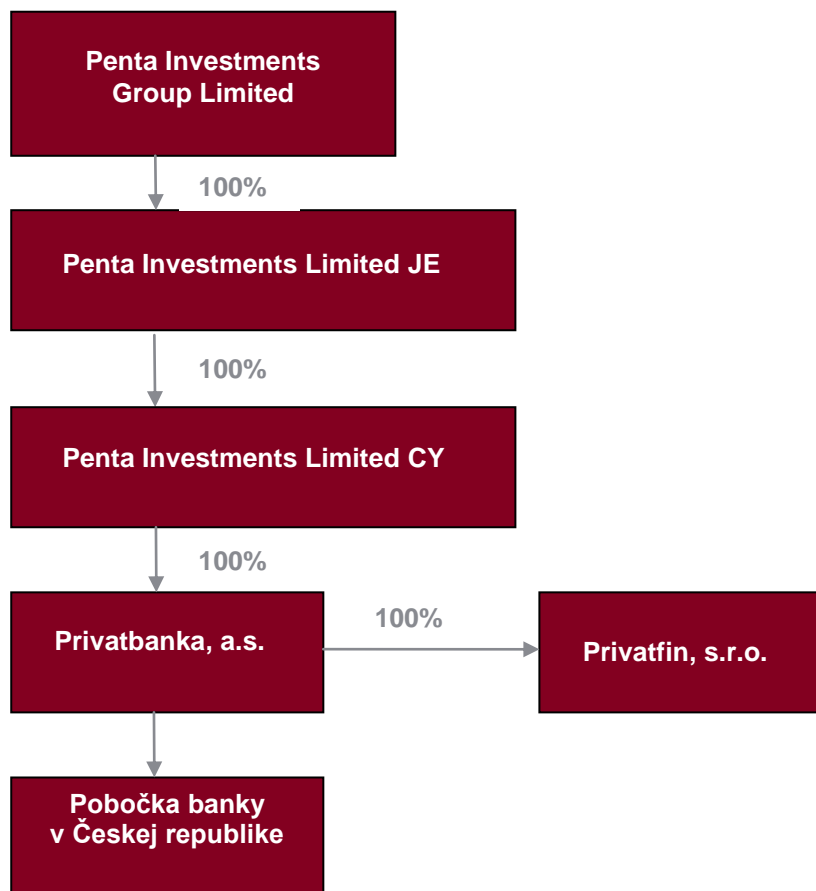 Penta Investments
Group Limited
100%
Penta Investments Limited JE
100%
Penta Investments Limited CY
100%
Privatbanka, a.s.
100%
Privatfin, s.r.o.
Pobočka banky
v Českej republike